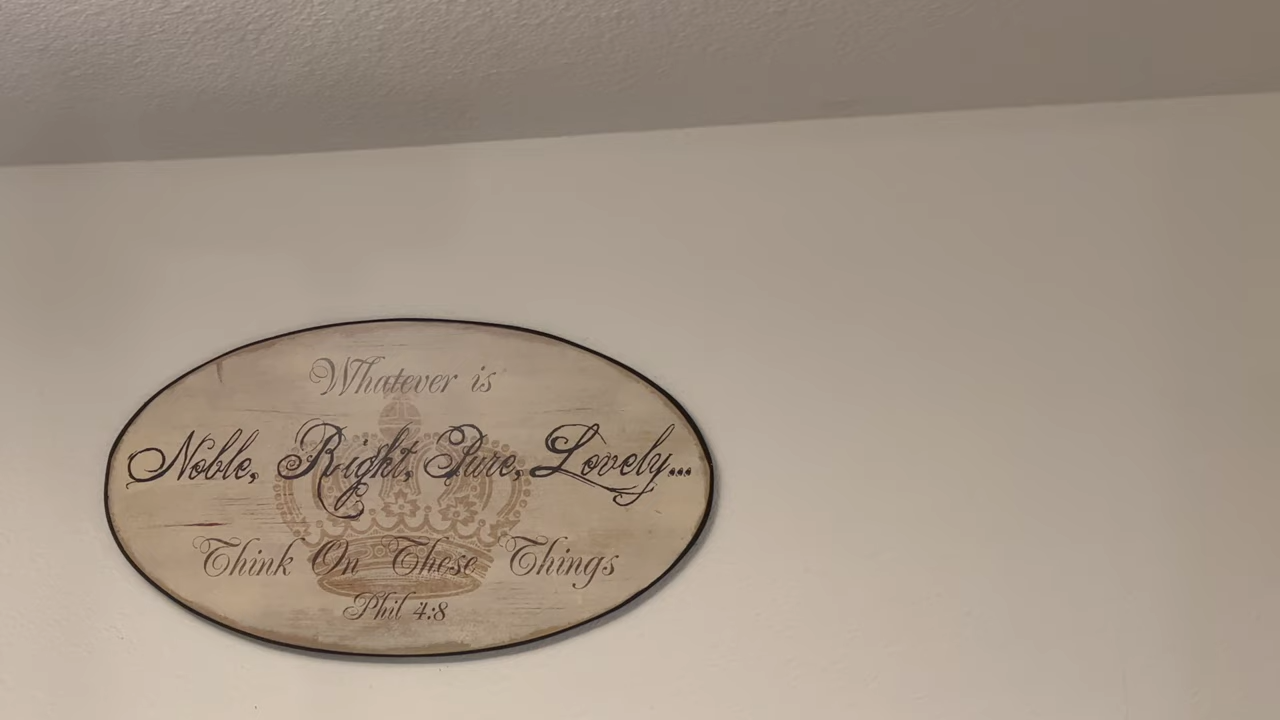 Whatever is
Noble, Right, Pure, Lovely...
Think On These Things
Phil 4:8